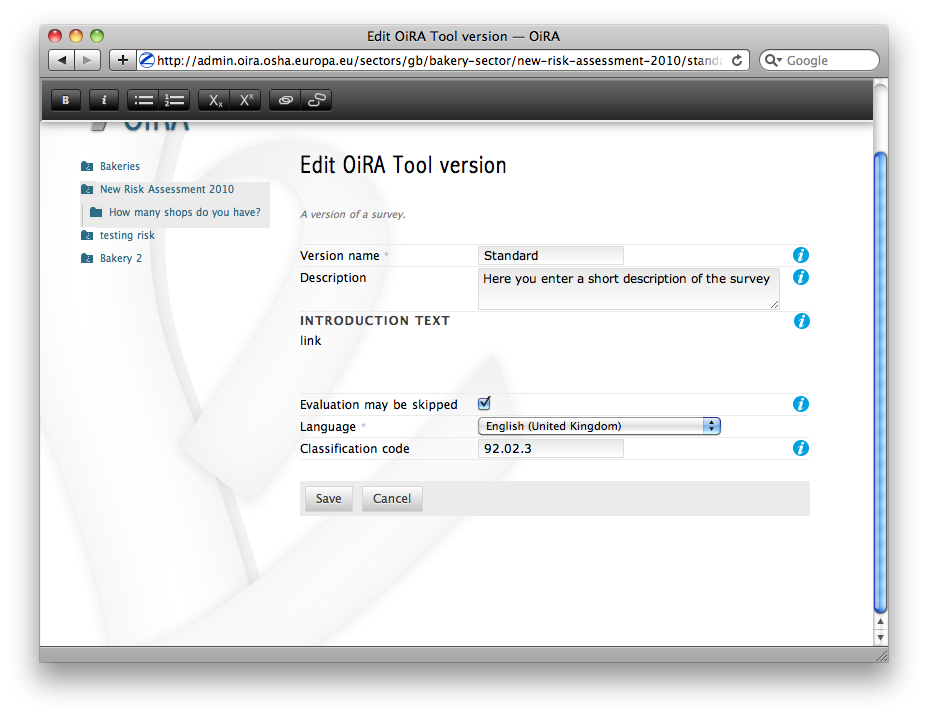 Edit OiRA Tool version — OiRA
http://admin.oira.osha.europa.eu/sectors/gb/bakery-sector/new-risk-assessment-2010/stand
Google
B
i
Xx
Xx
OiRA
Bakeries
New Risk Assessment 2010
How many shops do you have?
testing risk
Bakery 2
Edit OiRA Tool version
A version of a survey.
Version name *
Standard
i
Description
Here you enter a short description of the survey
i
INTRODUCTION TEXT
i
link
Evaluation may be skipped
i
Language *
English (United Kingdom)
Classification code
92.02.3
i
Save
Cancel